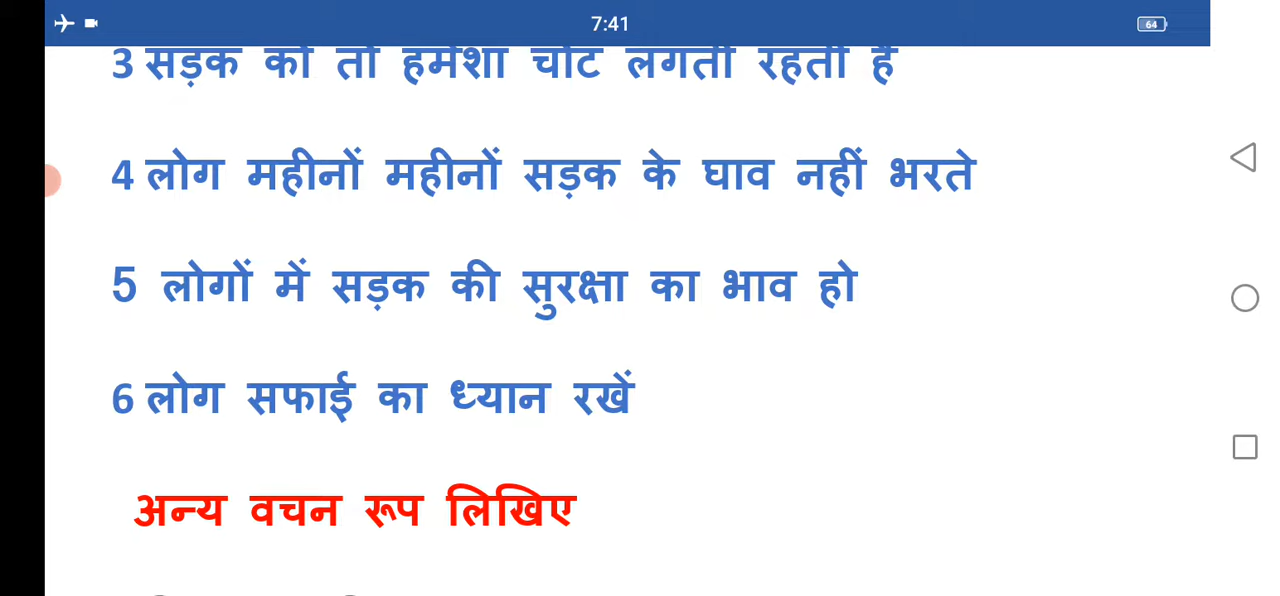 7:41
64
3 सड़क को तो हमेशा चोट लगती रहती है
4 लोग महीनों महीनों सड़क के घाव नहीं भरते
5 लोगों में सड़क की सुरक्षा का भाव हो
6 लोग सफाई का ध्यान रखें
अन्य वचन रूप लिखिए